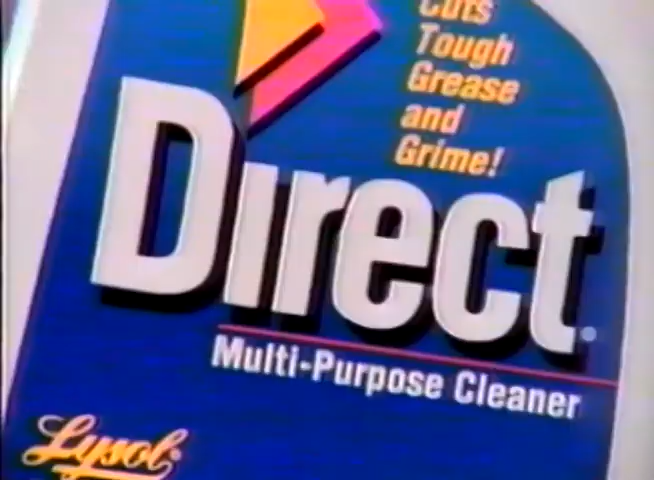 Cuts
Tough
Grease
and
Grime!
Direct®
Multi-Purpose Cleaner
Lysol®